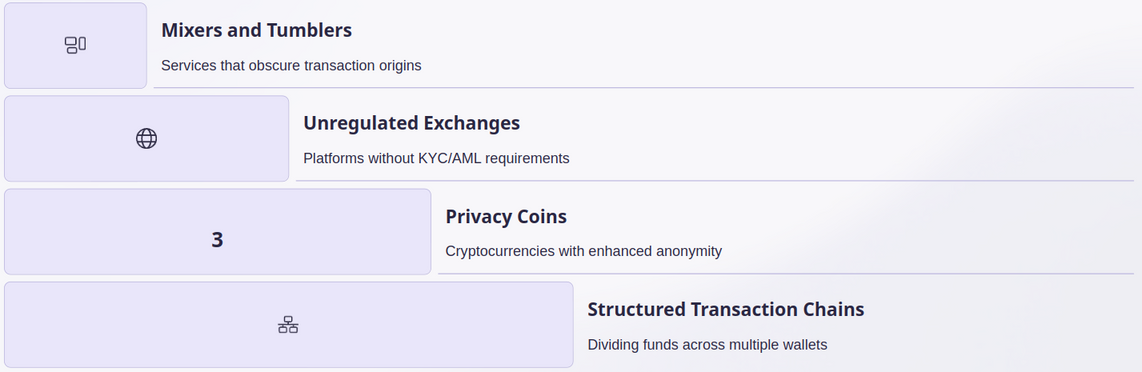 Mixers and Tumblers
Services that obscure transaction origins
Unregulated Exchanges
Platforms without KYC/AML requirements
3
Privacy Coins
Cryptocurrencies with enhanced anonymity
Structured Transaction Chains
Dividing funds across multiple wallets